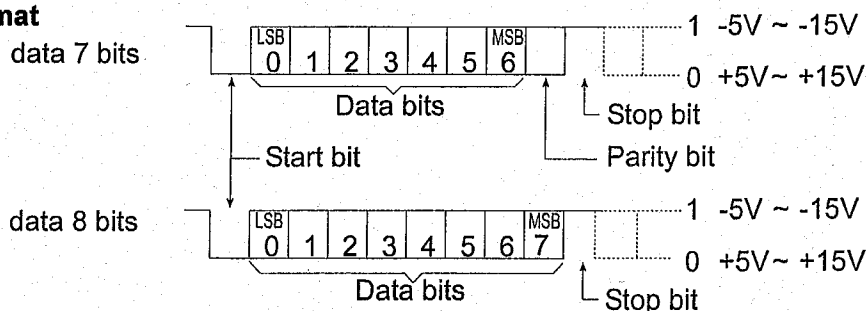 mat
1 -5V ~ -15V
data 7 bits
LSB MSB
0 1 2 3 4 5 6
0 +5V~ +15V
Data bits
Stop bit
Start bit
Parity bit
data 8 bits
1 -5V ~ -15V
LSB MSB
0 1 2 3 4 5 6 7
0 +5V~ +15V
Data bits
Stop bit